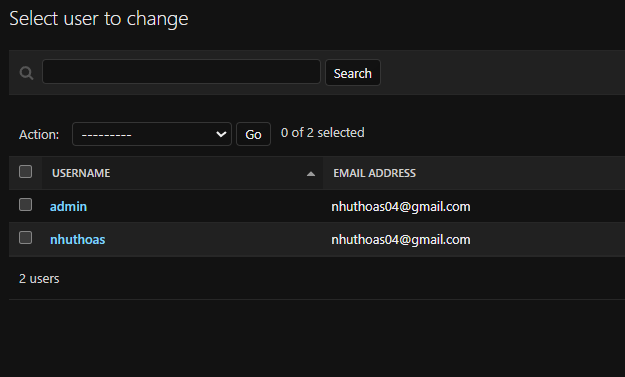 Select user to change
Search
Action: --------- Go 0 of 2 selected
USERNAME EMAIL ADDRESS
admin nhuthoas04@gmail.com
nhuthoas nhuthoas04@gmail.com
2 users